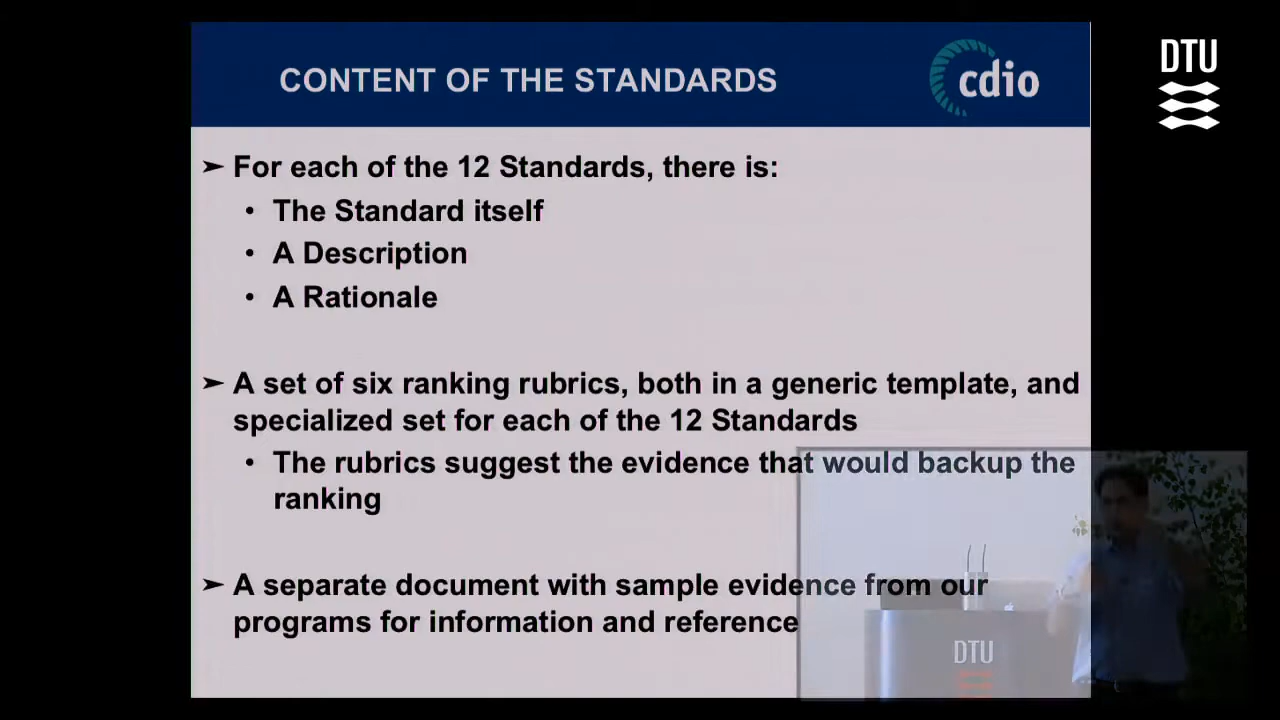 CONTENT OF THE STANDARDS
cdio
DTU
➢ For each of the 12 Standards, there is:
• The Standard itself
• A Description
• A Rationale
➢ A set of six ranking rubrics, both in a generic template, and
specialized set for each of the 12 Standards
• The rubrics suggest the evidence that would backup the
ranking
➢ A separate document with sample evidence from our
programs for information and reference
DTU